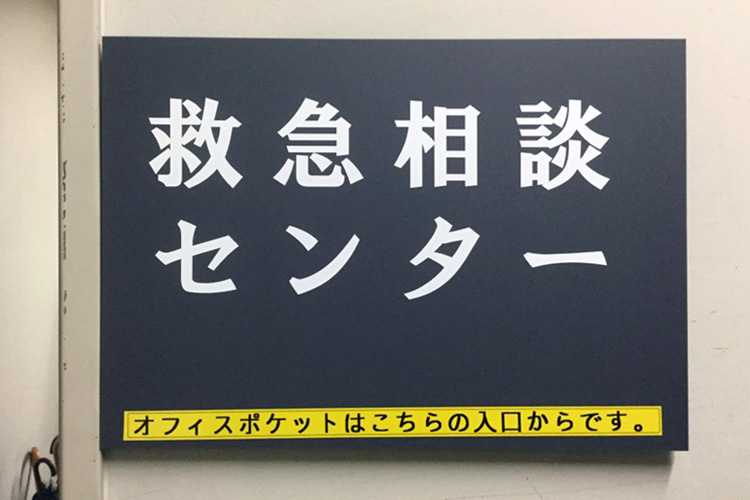 救急相談
センター
オフィスポケットはこちらの入口からです。